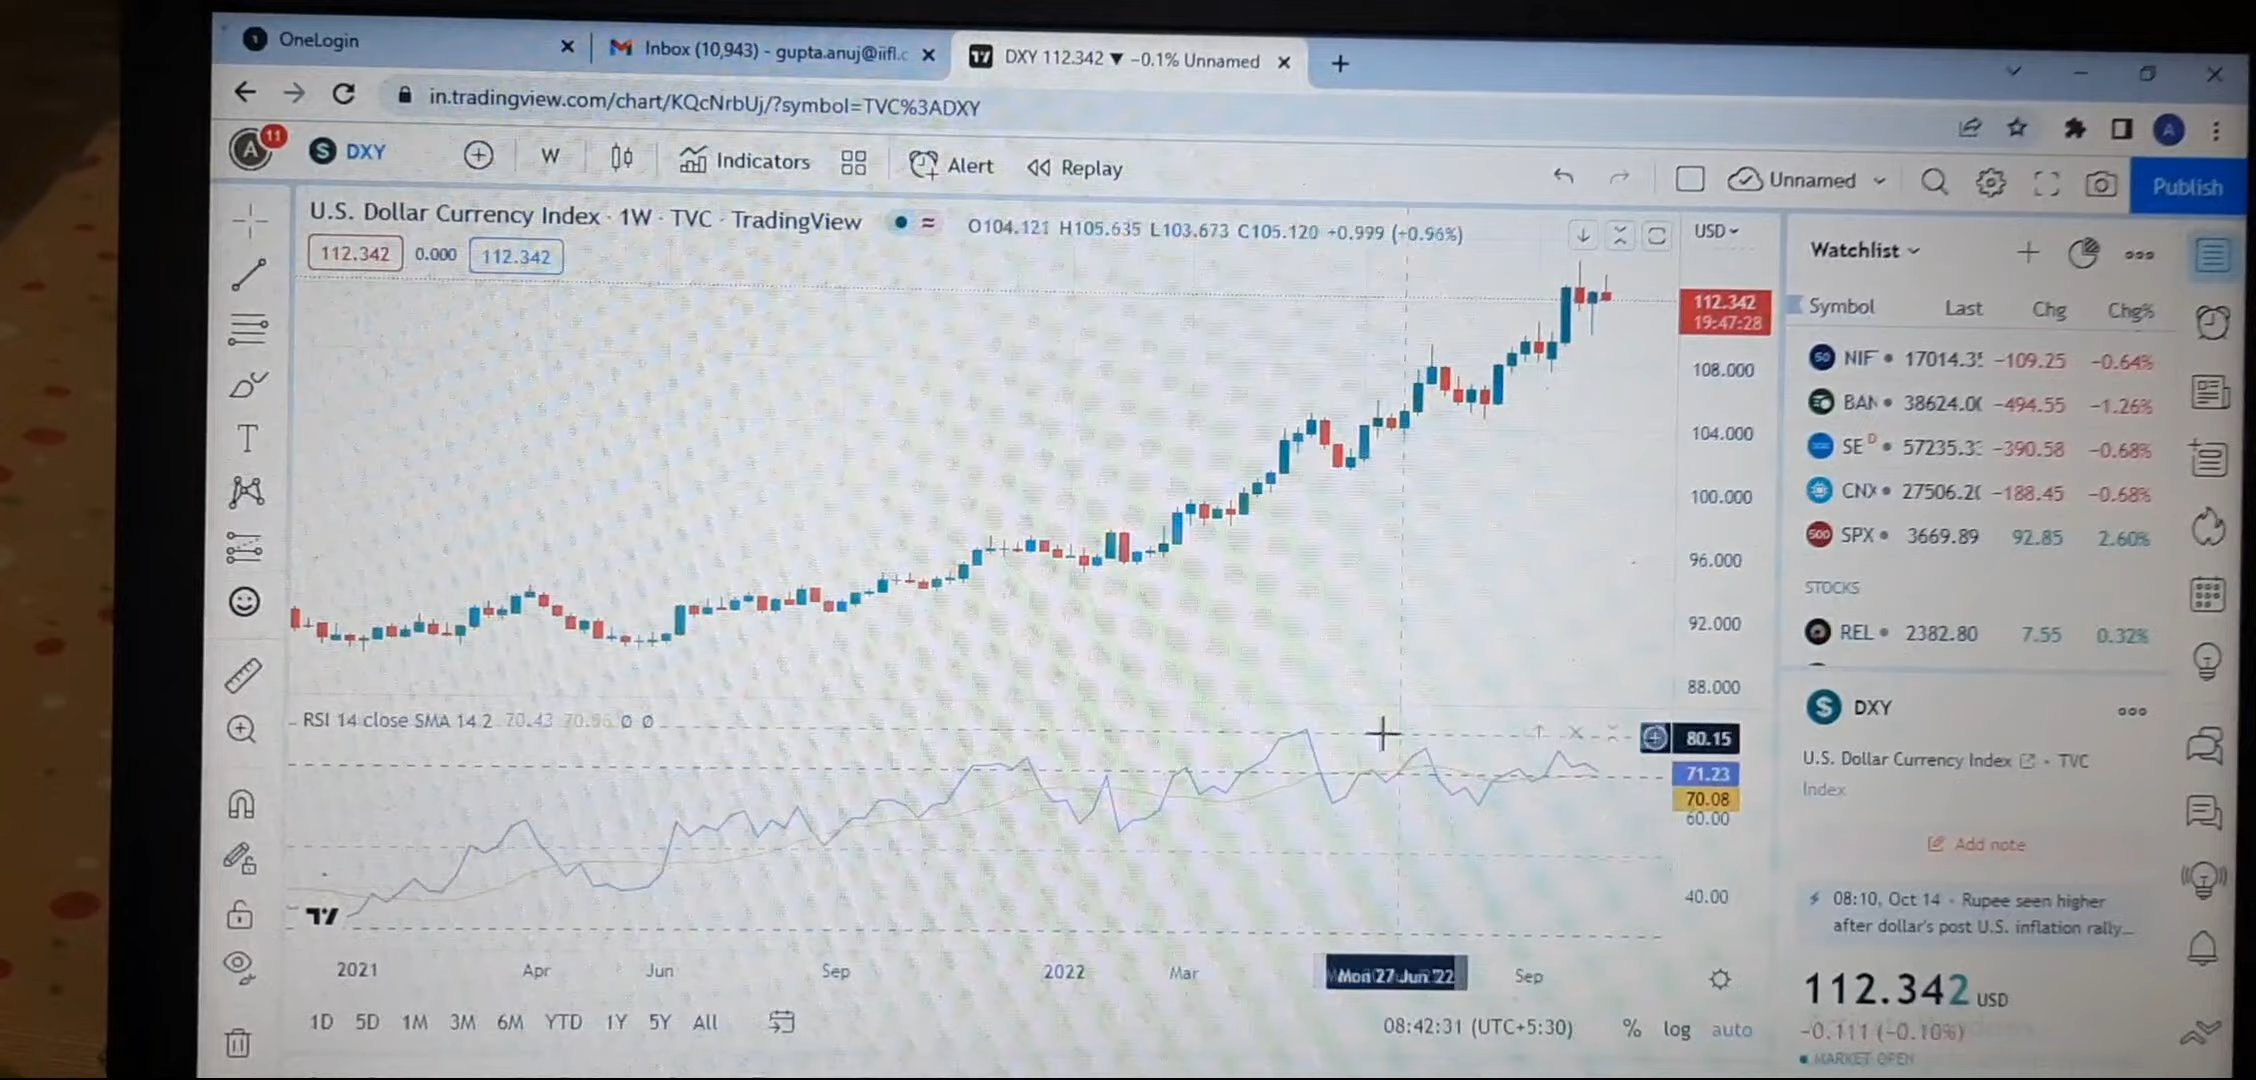 OneLogin
Inbox (10,943) - gupta.anuj@iifl.c
DXY 112.342 ▼ −0.1% Unnamed
in.tradingview.com/chart/KQcNrbUj/?symbol=TVC%3ADXY
A 11 DXY W Indicators Alert Replay Unnamed Publish
U.S. Dollar Currency Index · 1W · TVC · TradingView O104.121 H105.635 L103.673 C105.120 +0.999 (+0.96%) USD
112.342 0.000 112.342
112.342
19:47:28
108.000
104.000
100.000
96.000
92.000
88.000
RSI 14 close SMA 14 2 70.43 70.56 Ø Ø
80.15
71.23
70.08
60.00
40.00
2021 Apr Jun Sep 2022 Mar Mon 27 Jun '22 Sep
1D 5D 1M 3M 6M YTD 1Y 5Y All 08:42:31 (UTC+5:30) % log auto
Watchlist
Symbol Last Chg Chg%
50 NIF 17014.3 −109.25 −0.64%
BAN 38624.0 −494.55 −1.26%
SE D 57235.3 −390.58 −0.68%
CNX 27506.2 −188.45 −0.68%
500 SPX 3669.89 92.85 2.60%
STOCKS
REL 2382.80 7.55 0.32%
S DXY
U.S. Dollar Currency Index · TVC
Index
Add note
08:10, Oct 14 · Rupee seen higher
after dollar's post U.S. inflation rally...
112.342 USD
−0.111 (−0.10%)
MARKET OPEN